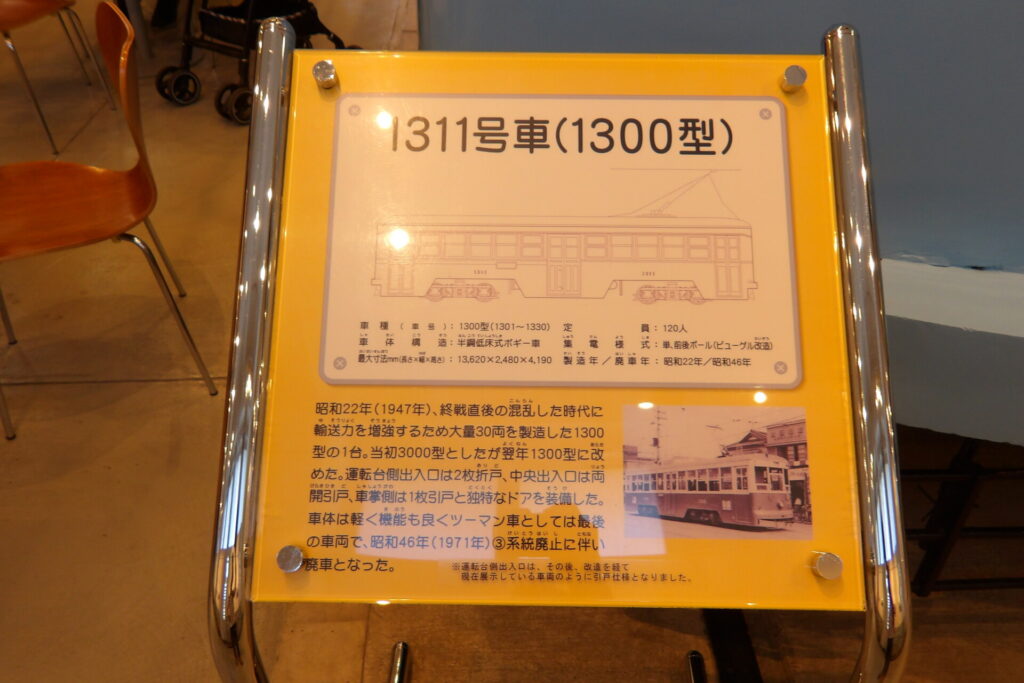 1311号車(1300型)
1311
1311
車種(車号):1300型(1301～1330) 定員:120人
車体構造:半鋼低床式ボギー車 集電様式:単、前後ポール(ビューゲル改造)
最大寸法mm(長さ×幅×高さ):13,620×2,480×4,190 製造年/廃車年:昭和22年/昭和46年
昭和22年(1947年)、終戦直後の混乱した時代に
輸送力を増強するため大量30両を製造した1300
型の1台。当初3000型としたが翌年1300型に改
めた。運転台側出入口は2枚折戸、中央出入口は両
開引戸、車掌側は1枚引戸と独特なドアを装備した。
車体は軽く機能も良くツーマン車としては最後
の車両で、昭和46年(1971年)③系統廃止に伴い
廃車となった。
※運転台側出入口は、その後、改造を経て
現在展示している車両のように引戸仕様となりました。